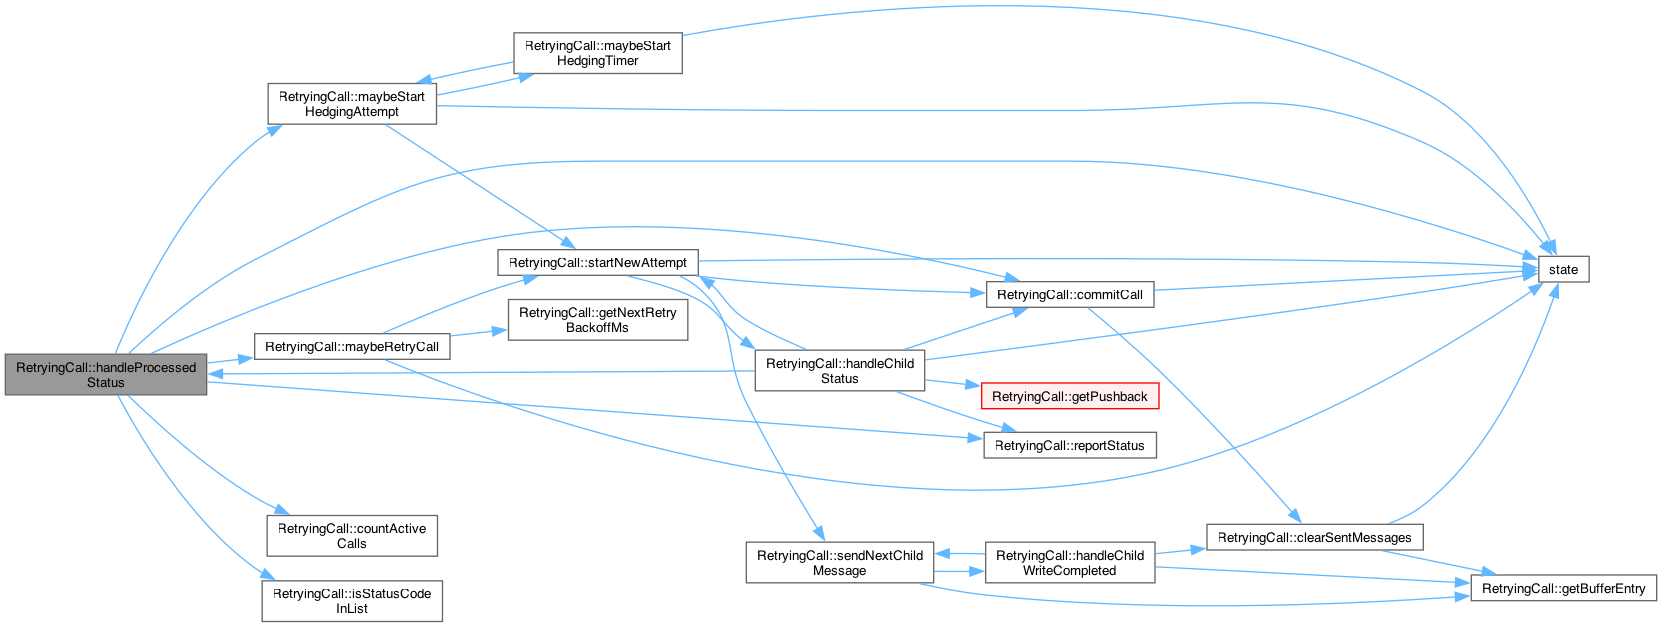 RetryingCall::handleProcessed
Status
RetryingCall::maybeStart
HedgingAttempt
RetryingCall::maybeStart
HedgingTimer
RetryingCall::startNewAttempt
RetryingCall::getNextRetry
BackoffMs
RetryingCall::maybeRetryCall
RetryingCall::countActive
Calls
RetryingCall::isStatusCode
InList
RetryingCall::handleChild
Status
RetryingCall::sendNextChild
Message
RetryingCall::commitCall
RetryingCall::getPushback
RetryingCall::reportStatus
RetryingCall::handleChild
WriteCompleted
RetryingCall::clearSentMessages
RetryingCall::getBufferEntry
state